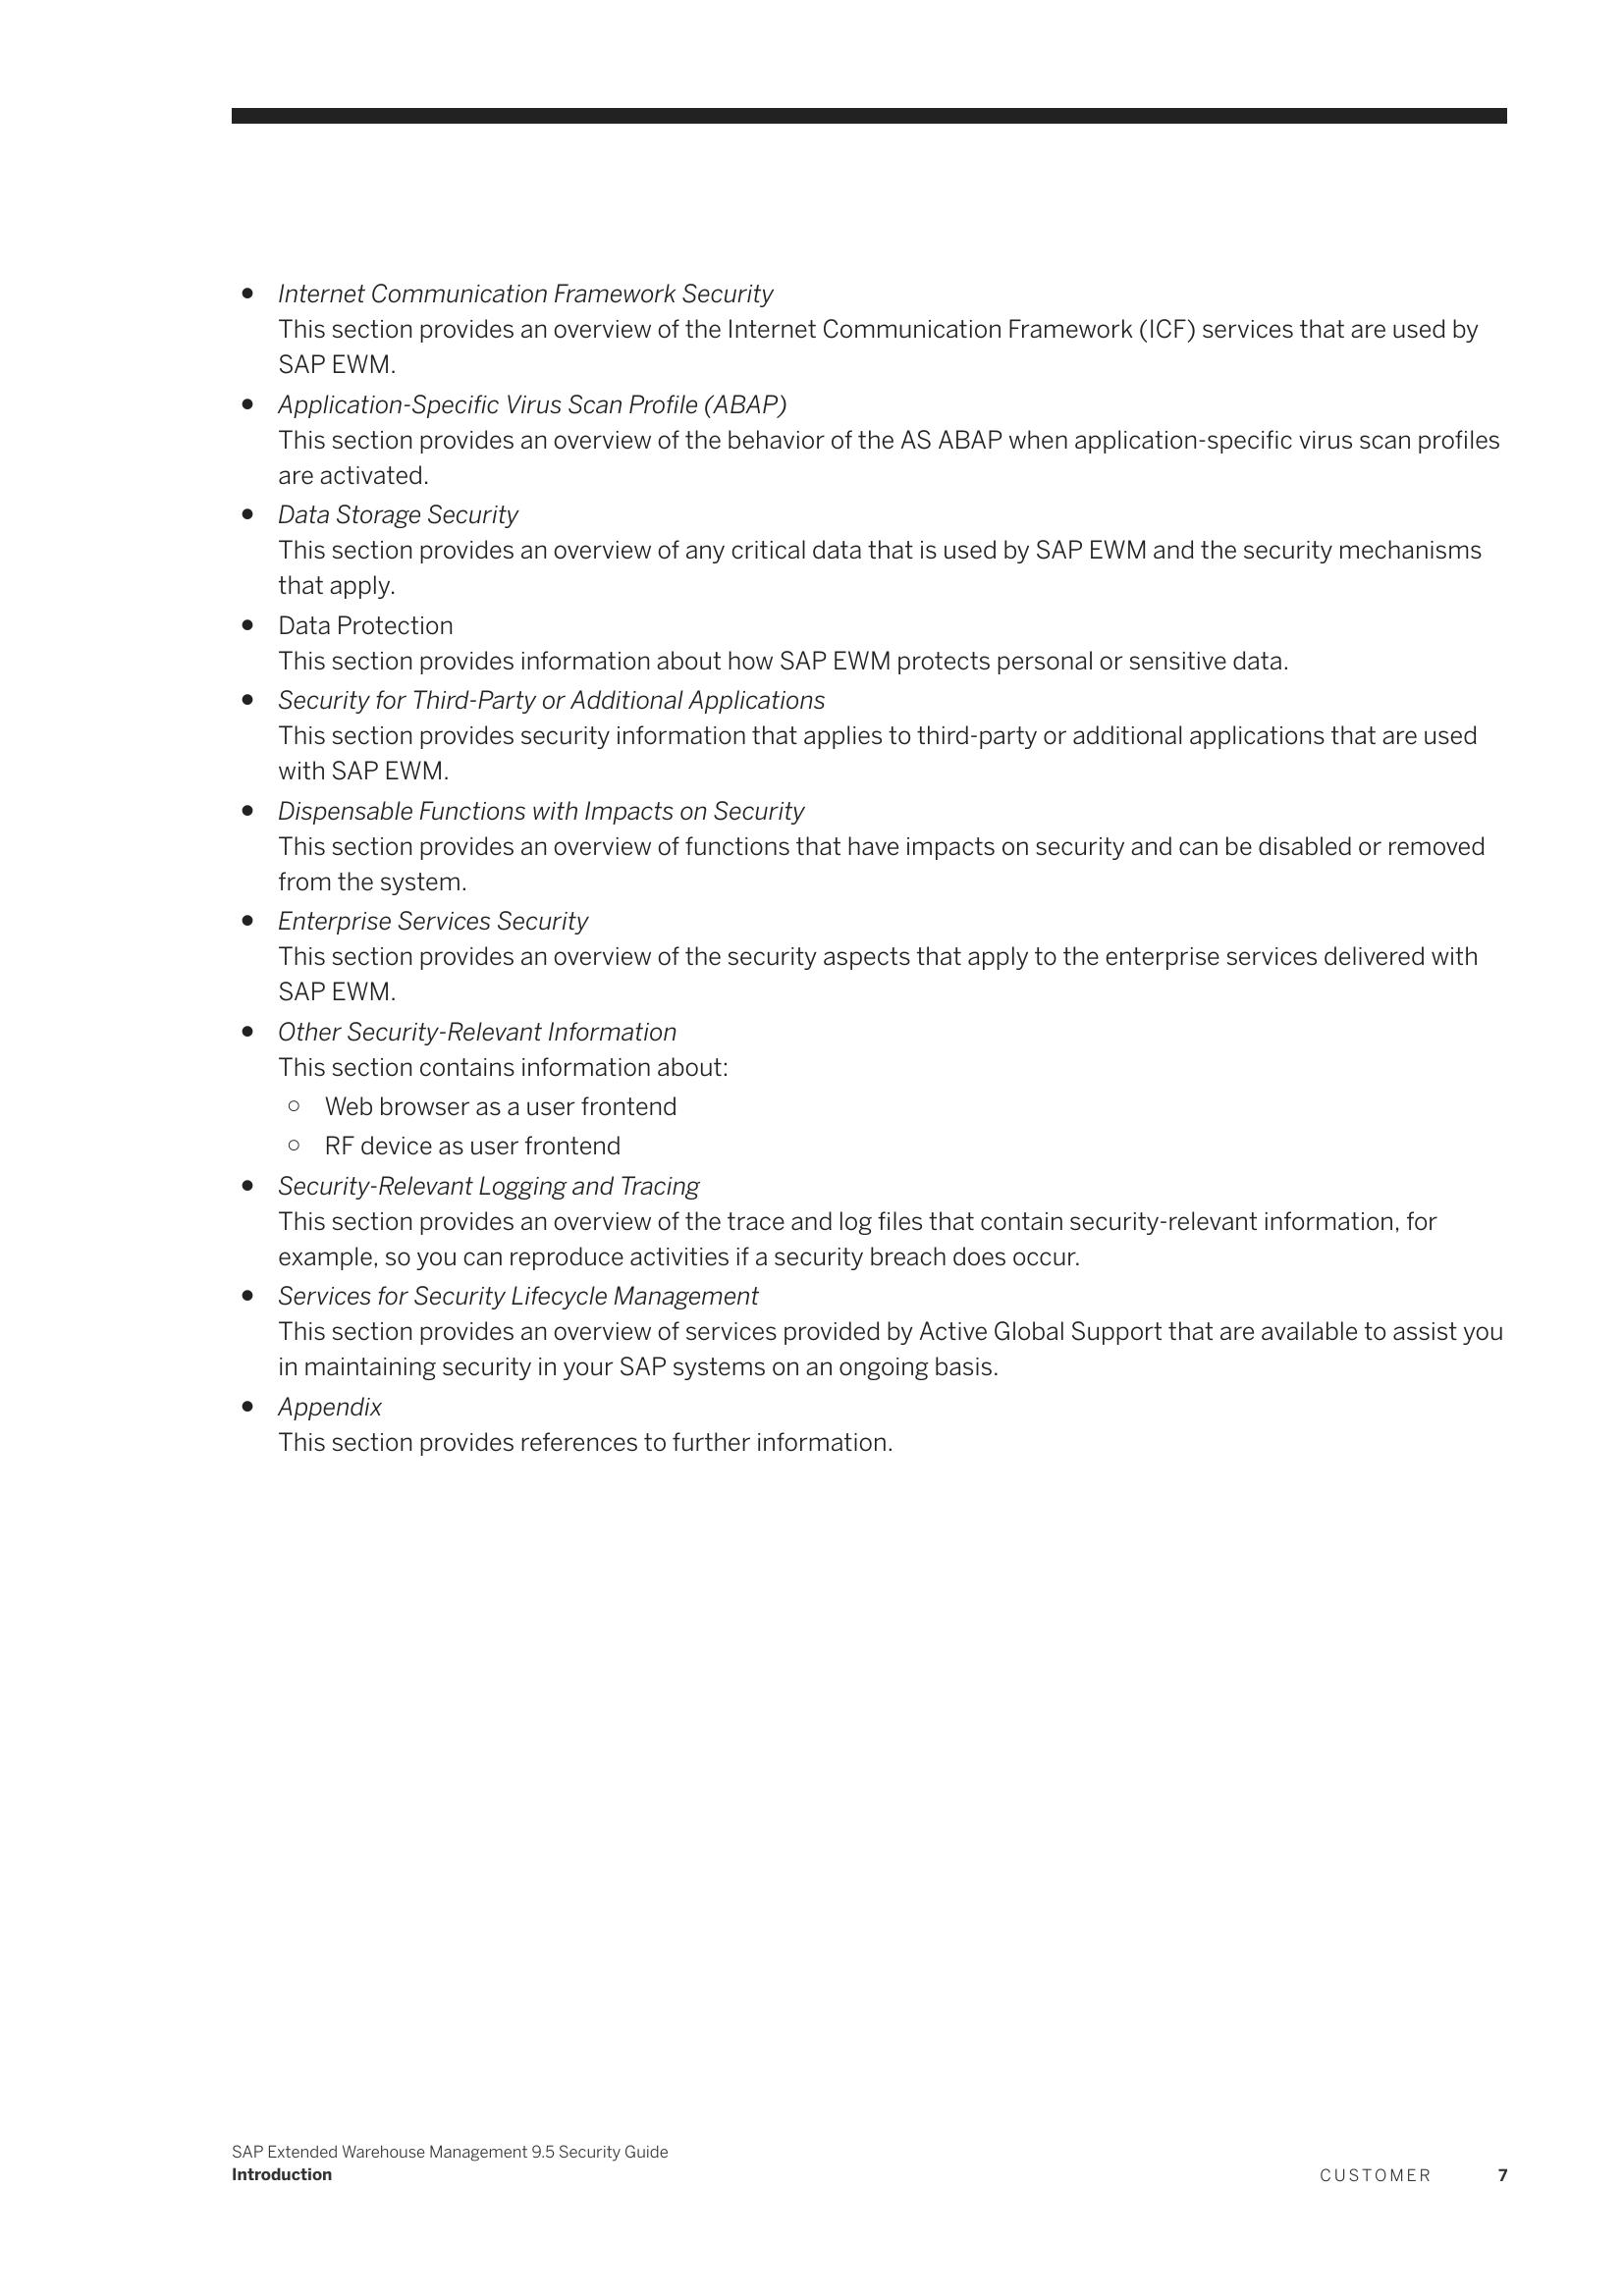 ● Internet Communication Framework Security
This section provides an overview of the Internet Communication Framework (ICF) services that are used by
SAP EWM.
● Application-Specific Virus Scan Profile (ABAP)
This section provides an overview of the behavior of the AS ABAP when application-specific virus scan profiles
are activated.
● Data Storage Security
This section provides an overview of any critical data that is used by SAP EWM and the security mechanisms
that apply.
● Data Protection
This section provides information about how SAP EWM protects personal or sensitive data.
● Security for Third-Party or Additional Applications
This section provides security information that applies to third-party or additional applications that are used
with SAP EWM.
● Dispensable Functions with Impacts on Security
This section provides an overview of functions that have impacts on security and can be disabled or removed
from the system.
● Enterprise Services Security
This section provides an overview of the security aspects that apply to the enterprise services delivered with
SAP EWM.
● Other Security-Relevant Information
This section contains information about:
○ Web browser as a user frontend
○ RF device as user frontend
● Security-Relevant Logging and Tracing
This section provides an overview of the trace and log files that contain security-relevant information, for
example, so you can reproduce activities if a security breach does occur.
● Services for Security Lifecycle Management
This section provides an overview of services provided by Active Global Support that are available to assist you
in maintaining security in your SAP systems on an ongoing basis.
● Appendix
This section provides references to further information.
SAP Extended Warehouse Management 9.5 Security Guide
Introduction
CUSTOMER 7